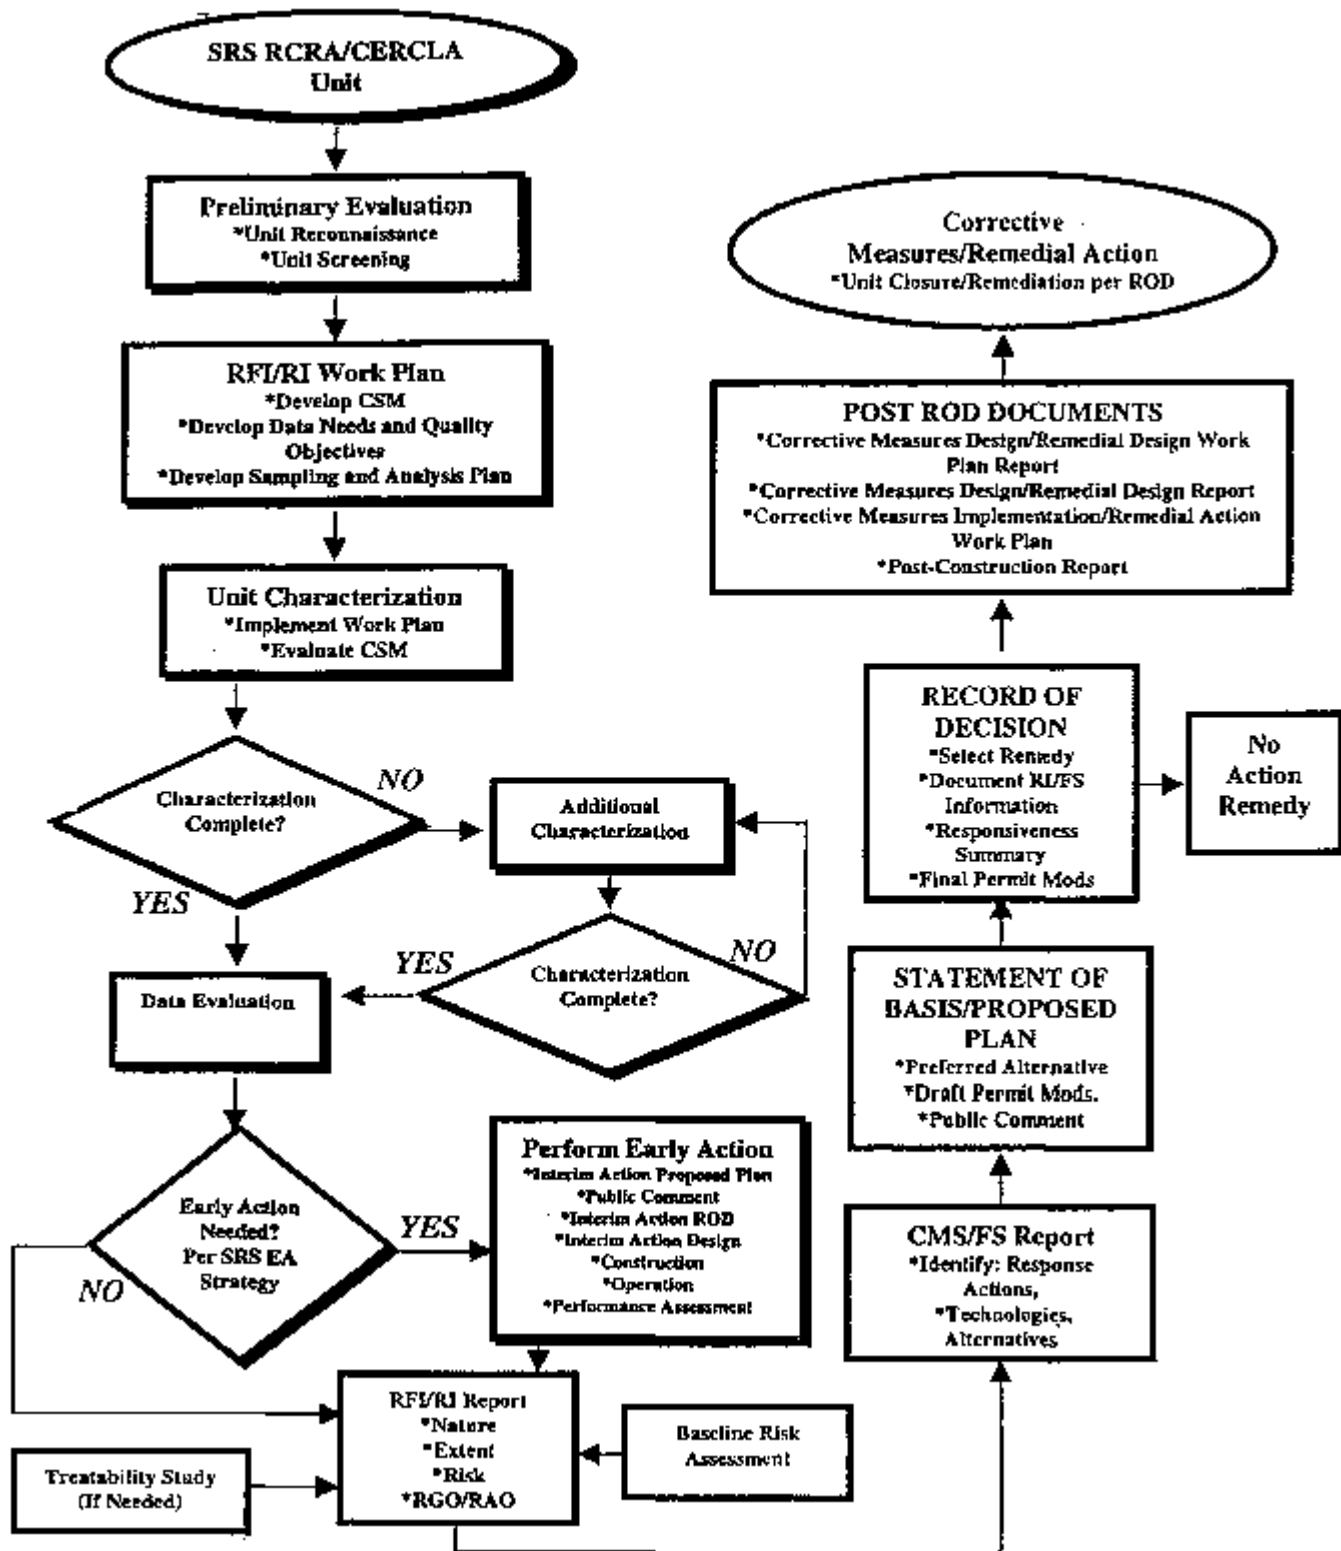 SRS RCRA/CERCLA
Unit
Preliminary Evaluation
*Unit Reconnaissance
*Unit Screening
RFI/RI Work Plan
*Develop CSM
*Develop Data Needs and Quality
Objectives
*Develop Sampling and Analysis Plan
Unit Characterization
*Implement Work Plan
*Evaluate CSM
Characterization
Complete?
NO
YES
Additional
Characterization
Characterization
Complete?
YES
NO
Data Evaluation
Early Action
Needed?
Per SRS EA
Strategy
YES
NO
Perform Early Action
*Interim Action Proposed Plan
*Public Comment
*Interim Action ROD
*Interim Action Design
*Construction
*Operation
*Performance Assessment
RFI/RI Report
*Nature
*Extent
*Risk
*RGO/RAO
Treatability Study
(If Needed)
Baseline Risk
Assessment
CMS/FS Report
*Identify: Response
Actions,
*Technologies,
Alternatives
STATEMENT OF
BASIS/PROPOSED
PLAN
*Preferred Alternative
*Draft Permit Mods.
*Public Comment
RECORD OF
DECISION
*Select Remedy
*Document RI/FS
Information
*Responsiveness
Summary
*Final Permit Mods
No
Action
Remedy
POST ROD DOCUMENTS
*Corrective Measures Design/Remedial Design Work
Plan Report
*Corrective Measures Design/Remedial Design Report
*Corrective Measures Implementation/Remedial Action
Work Plan
*Post-Construction Report
Corrective
Measures/Remedial Action
*Unit Closure/Remediation per ROD